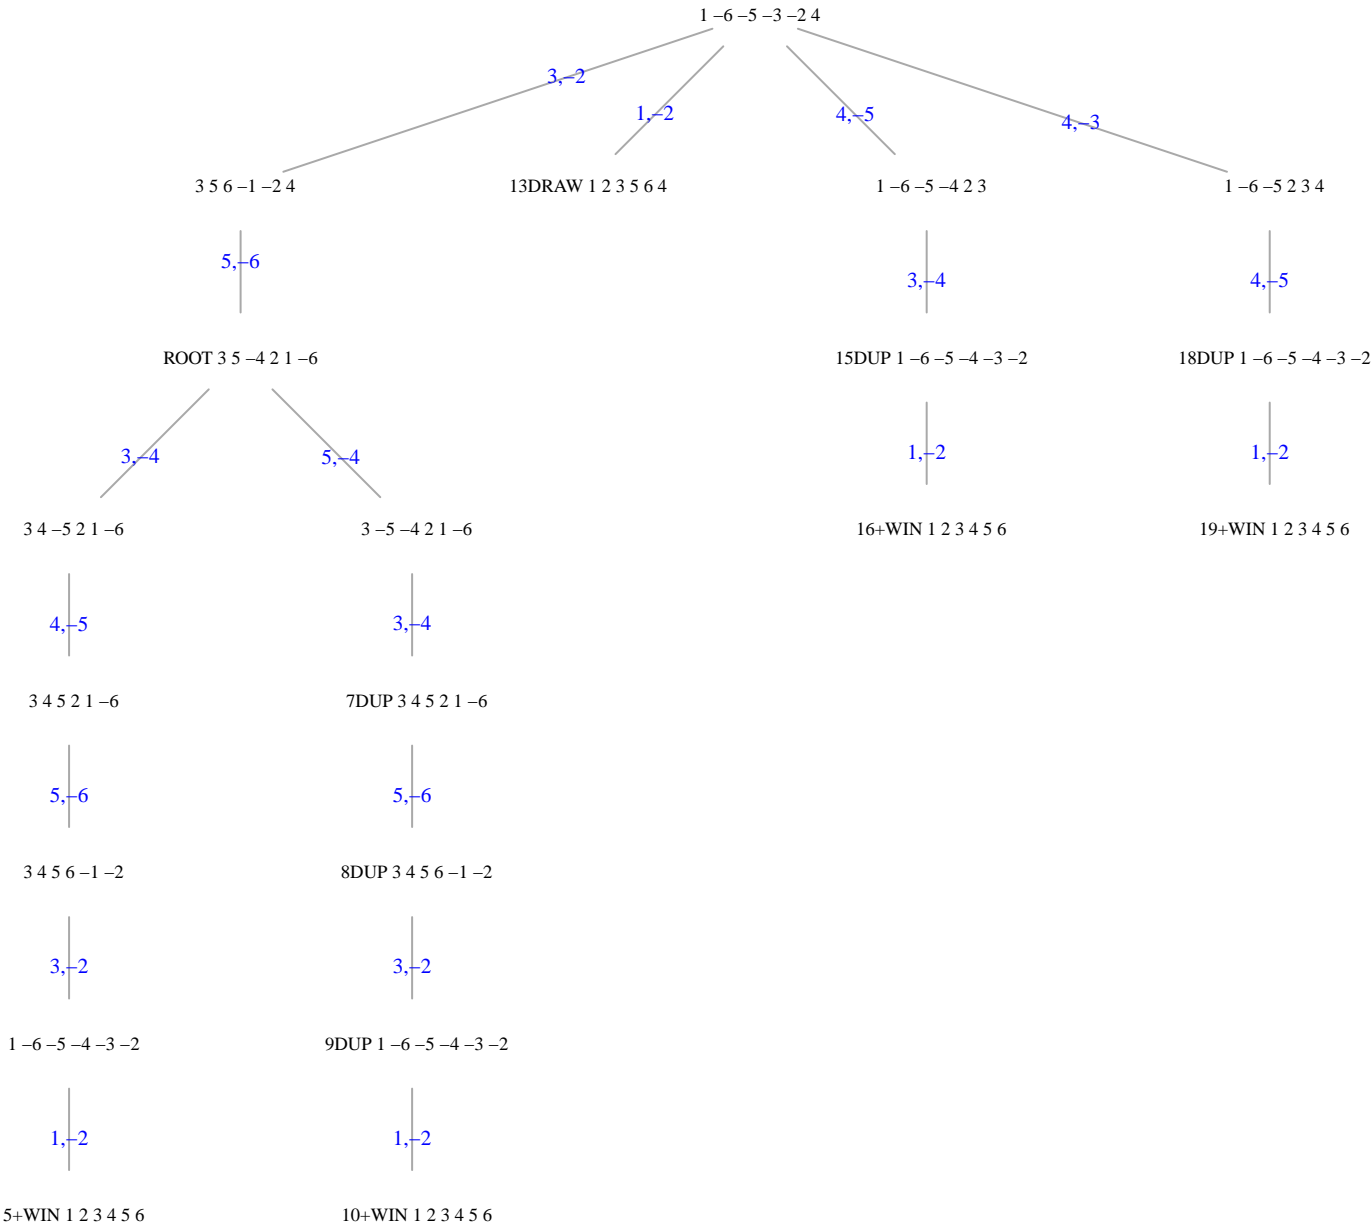 1 –6 –5 –3 –2 4
3,–2
1,–2
4,–5
4,–3
3 5 6 –1 –2 4
13DRAW 1 2 3 5 6 4
1 –6 –5 –4 2 3
1 –6 –5 2 3 4
5,–6
3,–4
4,–5
ROOT 3 5 –4 2 1 –6
15DUP 1 –6 –5 –4 –3 –2
18DUP 1 –6 –5 –4 –3 –2
3,–4
5,–4
1,–2
1,–2
3 4 –5 2 1 –6
3 –5 –4 2 1 –6
16+WIN 1 2 3 4 5 6
19+WIN 1 2 3 4 5 6
4,–5
3,–4
3 4 5 2 1 –6
7DUP 3 4 5 2 1 –6
5,–6
5,–6
3 4 5 6 –1 –2
8DUP 3 4 5 6 –1 –2
3,–2
3,–2
1 –6 –5 –4 –3 –2
9DUP 1 –6 –5 –4 –3 –2
1,–2
1,–2
5+WIN 1 2 3 4 5 6
10+WIN 1 2 3 4 5 6